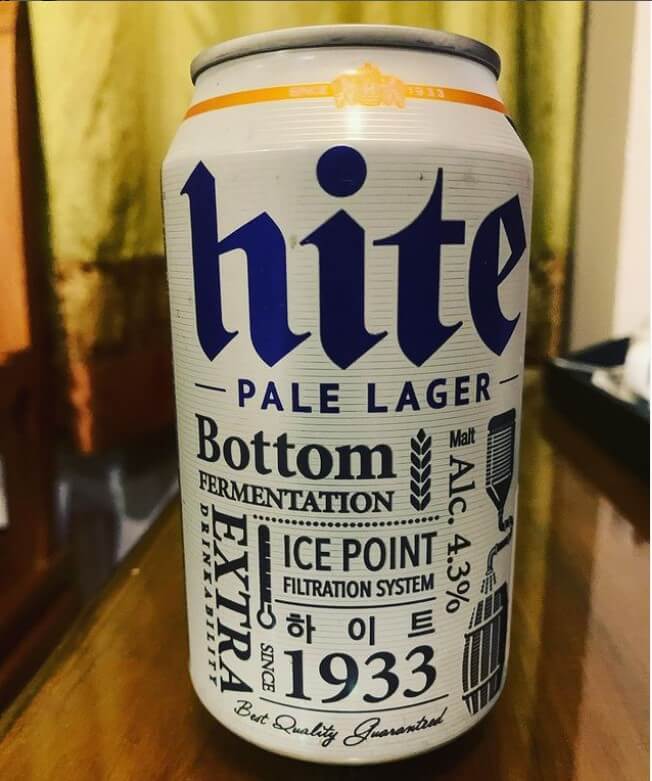 SINCE 1933
hite
PALE LAGER
Bottom
FERMENTATION
Malt
Alc. 4.3%
EXTRA
DRINKABILITY
ICE POINT
FILTRATION SYSTEM
하이트
SINCE
1933
Best Quality Guaranteed